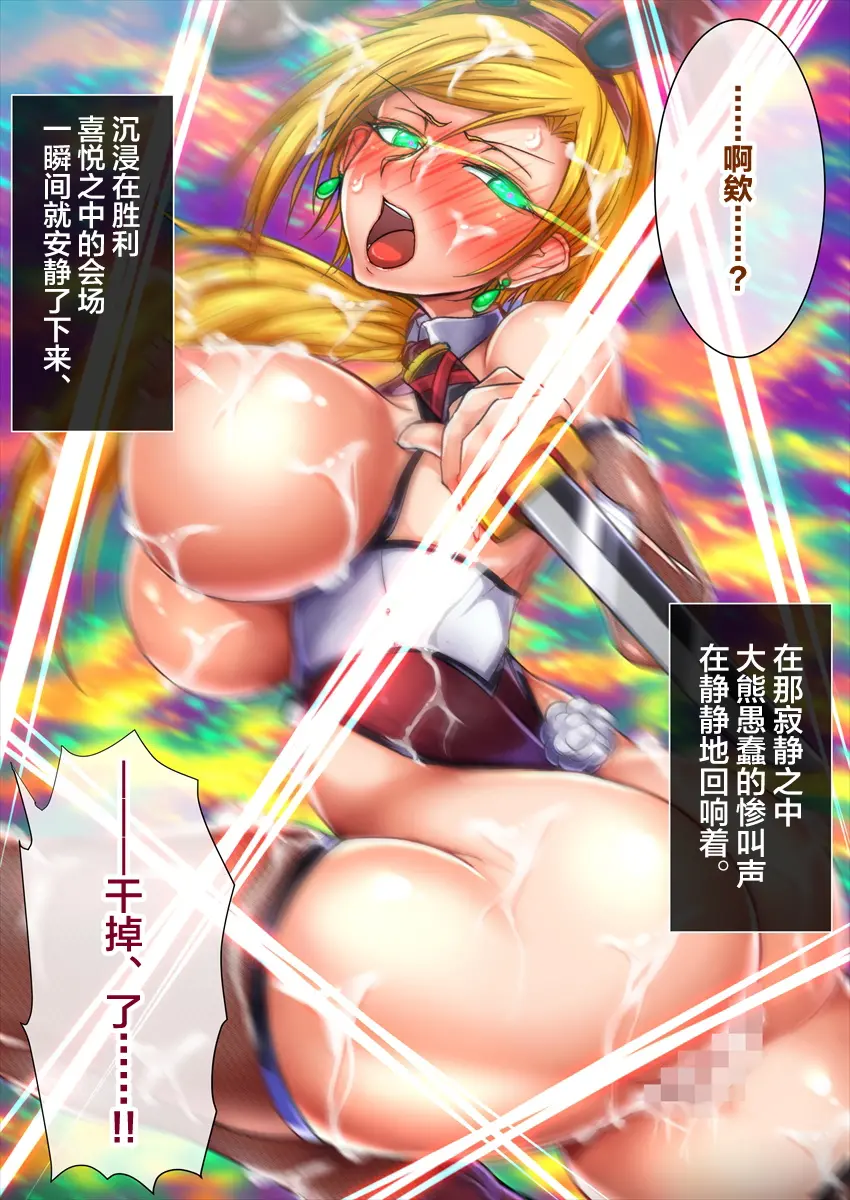 ……啊欸……?
沉浸在胜利
喜悦之中的会场
一瞬间就安静了下来、
在那寂静之中
大熊愚蠢的惨叫声
在静静地回响着。
———干掉、了……!!